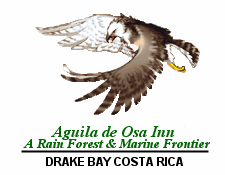 Aguila de Osa Inn
A Rain Forest & Marine Frontier
DRAKE BAY COSTA RICA